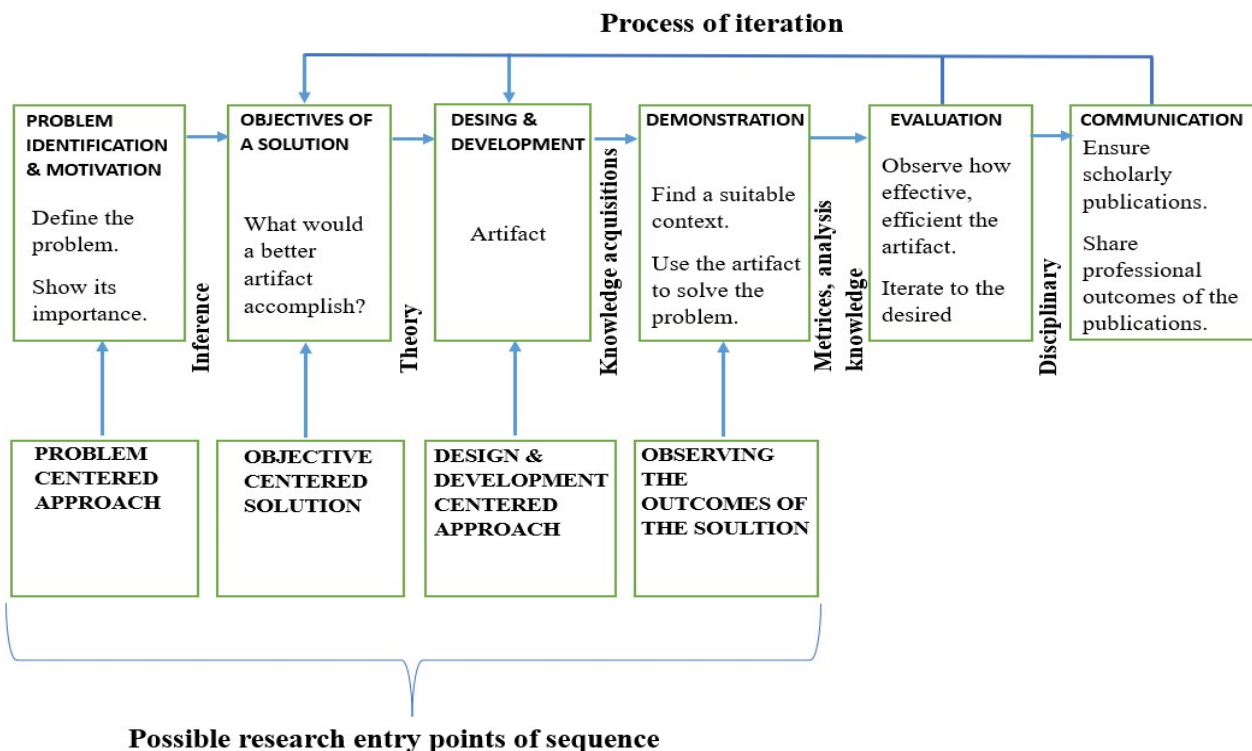 Process of iteration
PROBLEM
IDENTIFICATION
& MOTIVATION
Define the
problem.
Show its
importance.
Inference
OBJECTIVES OF
A SOLUTION
What would
a better
artifact
accomplish?
Theory
DESING &
DEVELOPMENT
Artifact
Knowledge acquisitions
DEMONSTRATION
Find a suitable
context.
Use the artifact
to solve the
problem.
Metrices, analysis
knowledge
EVALUATION
Observe how
effective,
efficient the
artifact.
Iterate to the
desired
Disciplinary
COMMUNICATION
Ensure
scholarly
publications.
Share
professional
outcomes of the
publications.
PROBLEM
CENTERED
APPROACH
OBJECTIVE
CENTERED
SOLUTION
DESIGN &
DEVELOPMENT
CENTERED
APPROACH
OBSERVING
THE
OUTCOMES OF
THE SOULTION
Possible research entry points of sequence